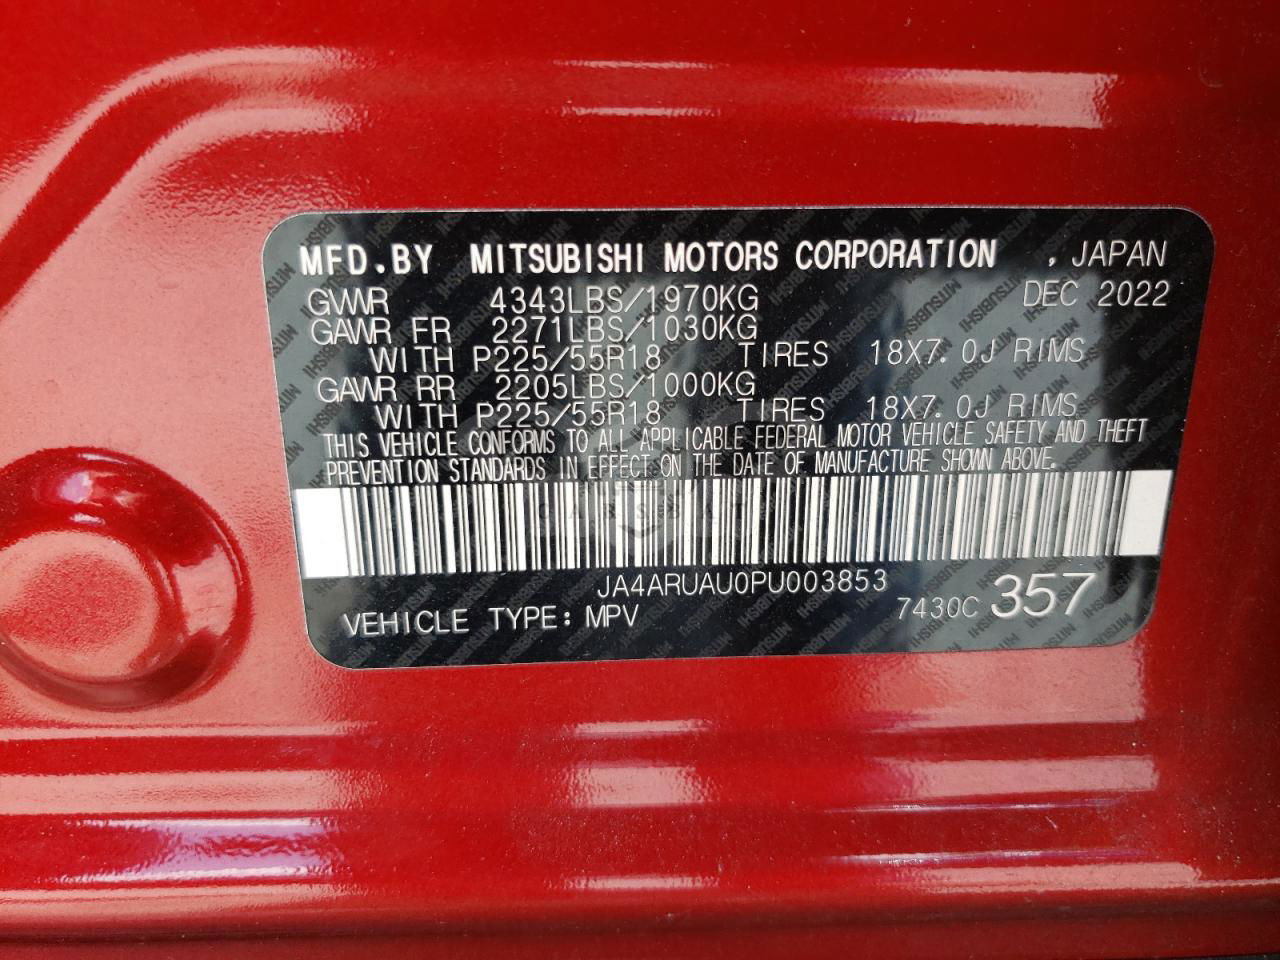 MFD.BY MITSUBISHI MOTORS CORPORATION , JAPAN
GVWR 4343LBS/1970KG DEC 2022
GAWR FR 2271LBS/1030KG
WITH P225/55R18 TIRES 18X7.0J RIMS
GAWR RR 2205LBS/1000KG
WITH P225/55R18 TIRES 18X7.0J RIMS
THIS VEHICLE CONFORMS TO ALL APPLICABLE FEDERAL MOTOR VEHICLE SAFETY AND THEFT
PREVENTION STANDARDS IN EFFECT ON THE DATE OF MANUFACTURE SHOWN ABOVE.
JA4ARUAU0PU003853
VEHICLE TYPE: MPV 7430C 357